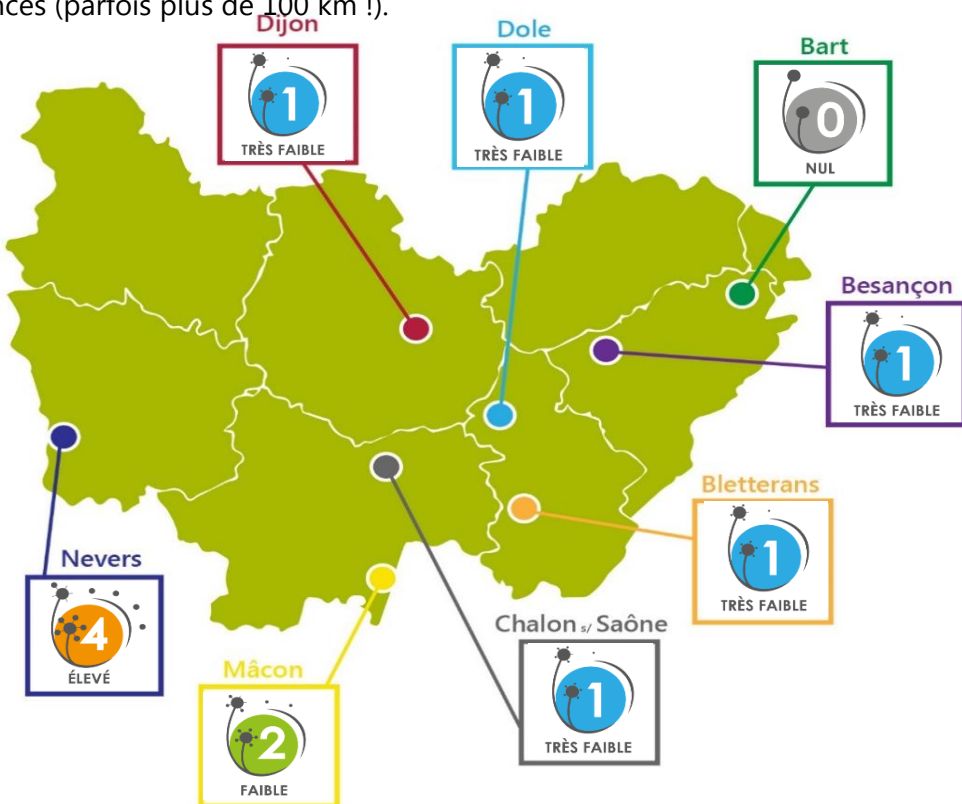 nces (parfois plus de 100 km !).
Dijon
1
TRÈS FAIBLE
Dole
1
TRÈS FAIBLE
Bart
0
NUL
Besançon
1
TRÈS FAIBLE
Bletterans
1
TRÈS FAIBLE
Nevers
4
ÉLEVÉ
Mâcon
2
FAIBLE
Chalon s/ Saône
1
TRÈS FAIBLE